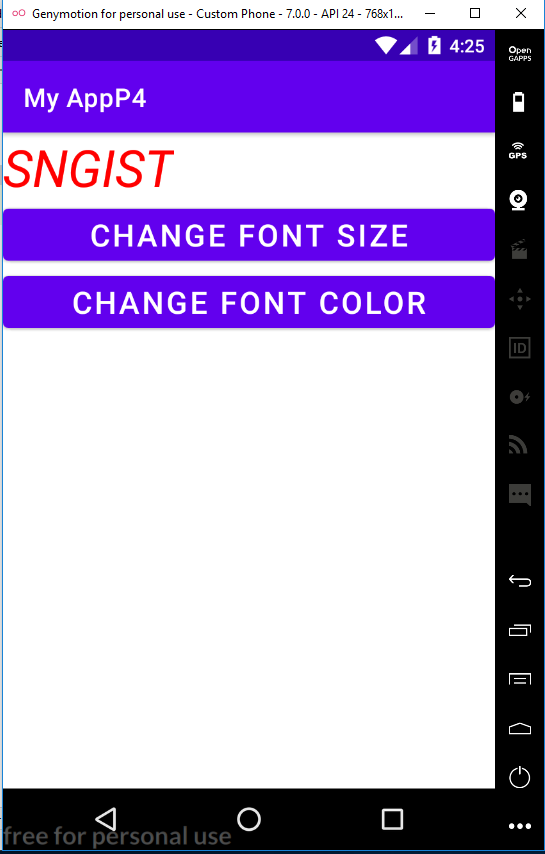 Genymotion for personal use - Custom Phone - 7.0.0 - API 24 - 768x1...
4:25
My AppP4
SNGIST
CHANGE FONT SIZE
CHANGE FONT COLOR
Open
GAPPS
GPS
ID
free for personal use